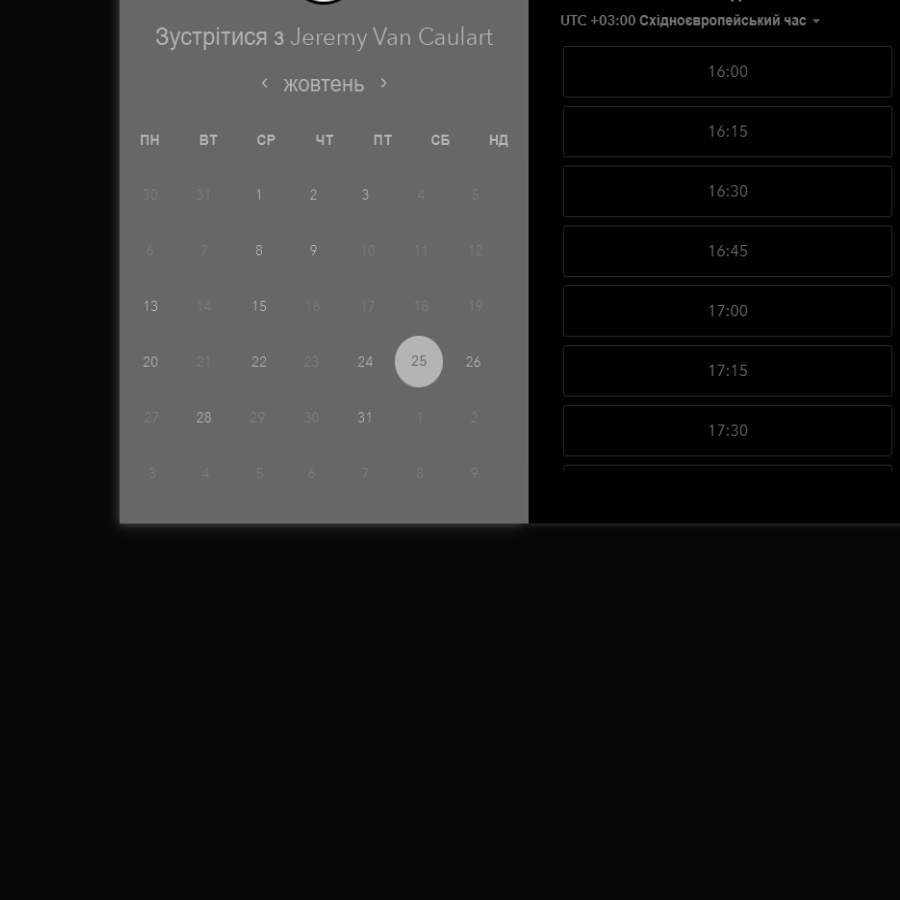 Зустрітися з Jeremy Van Caulart
‹ жовтень ›
ПН ВТ СР ЧТ ПТ СБ НД
30 31 1 2 3 4 5
6 7 8 9 10 11 12
13 14 15 16 17 18 19
20 21 22 23 24 25 26
27 28 29 30 31 1 2
3 4 5 6 7 8 9
UTC +03:00 Східноєвропейський час
16:00
16:15
16:30
16:45
17:00
17:15
17:30